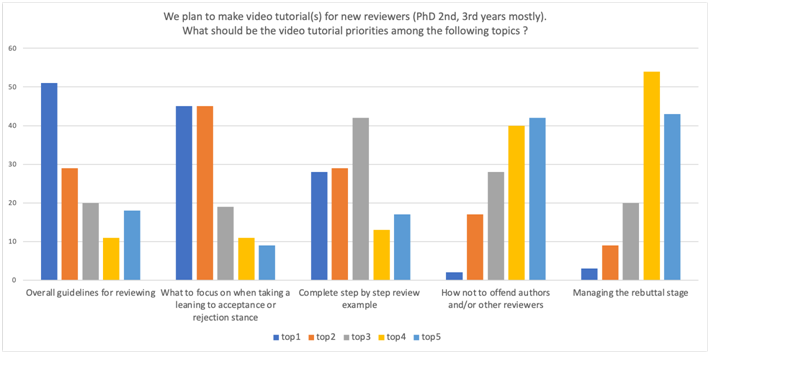 We plan to make video tutorial(s) for new reviewers (PhD 2nd, 3rd years mostly).
What should be the video tutorial priorities among the following topics ?
60
50
40
30
20
10
0
Overall guidelines for reviewing
What to focus on when taking a
leaning to acceptance or
rejection stance
Complete step by step review
example
How not to offend authors
and/or other reviewers
Managing the rebuttal stage
top1 top2 top3 top4 top5